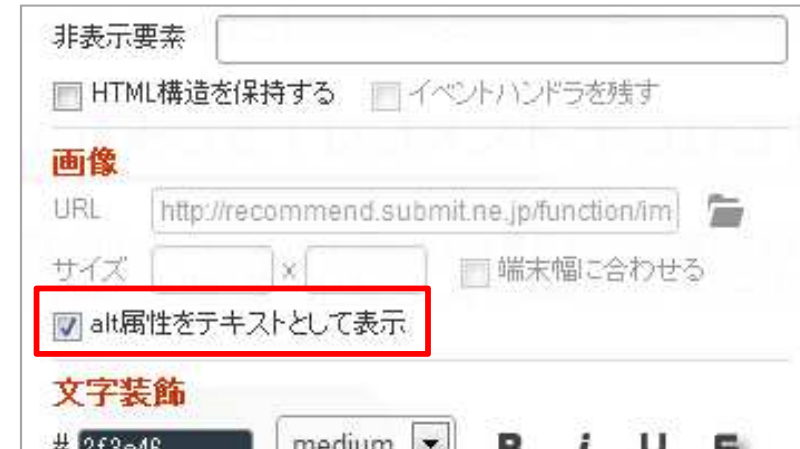 非表示要素
HTML構造を保持する イベントハンドラを残す
画像
URL http://recommend.submit.ne.jp/function/im
サイズ × 端末幅に合わせる
alt属性をテキストとして表示
文字装飾
# 2f3e46 medium B i U S